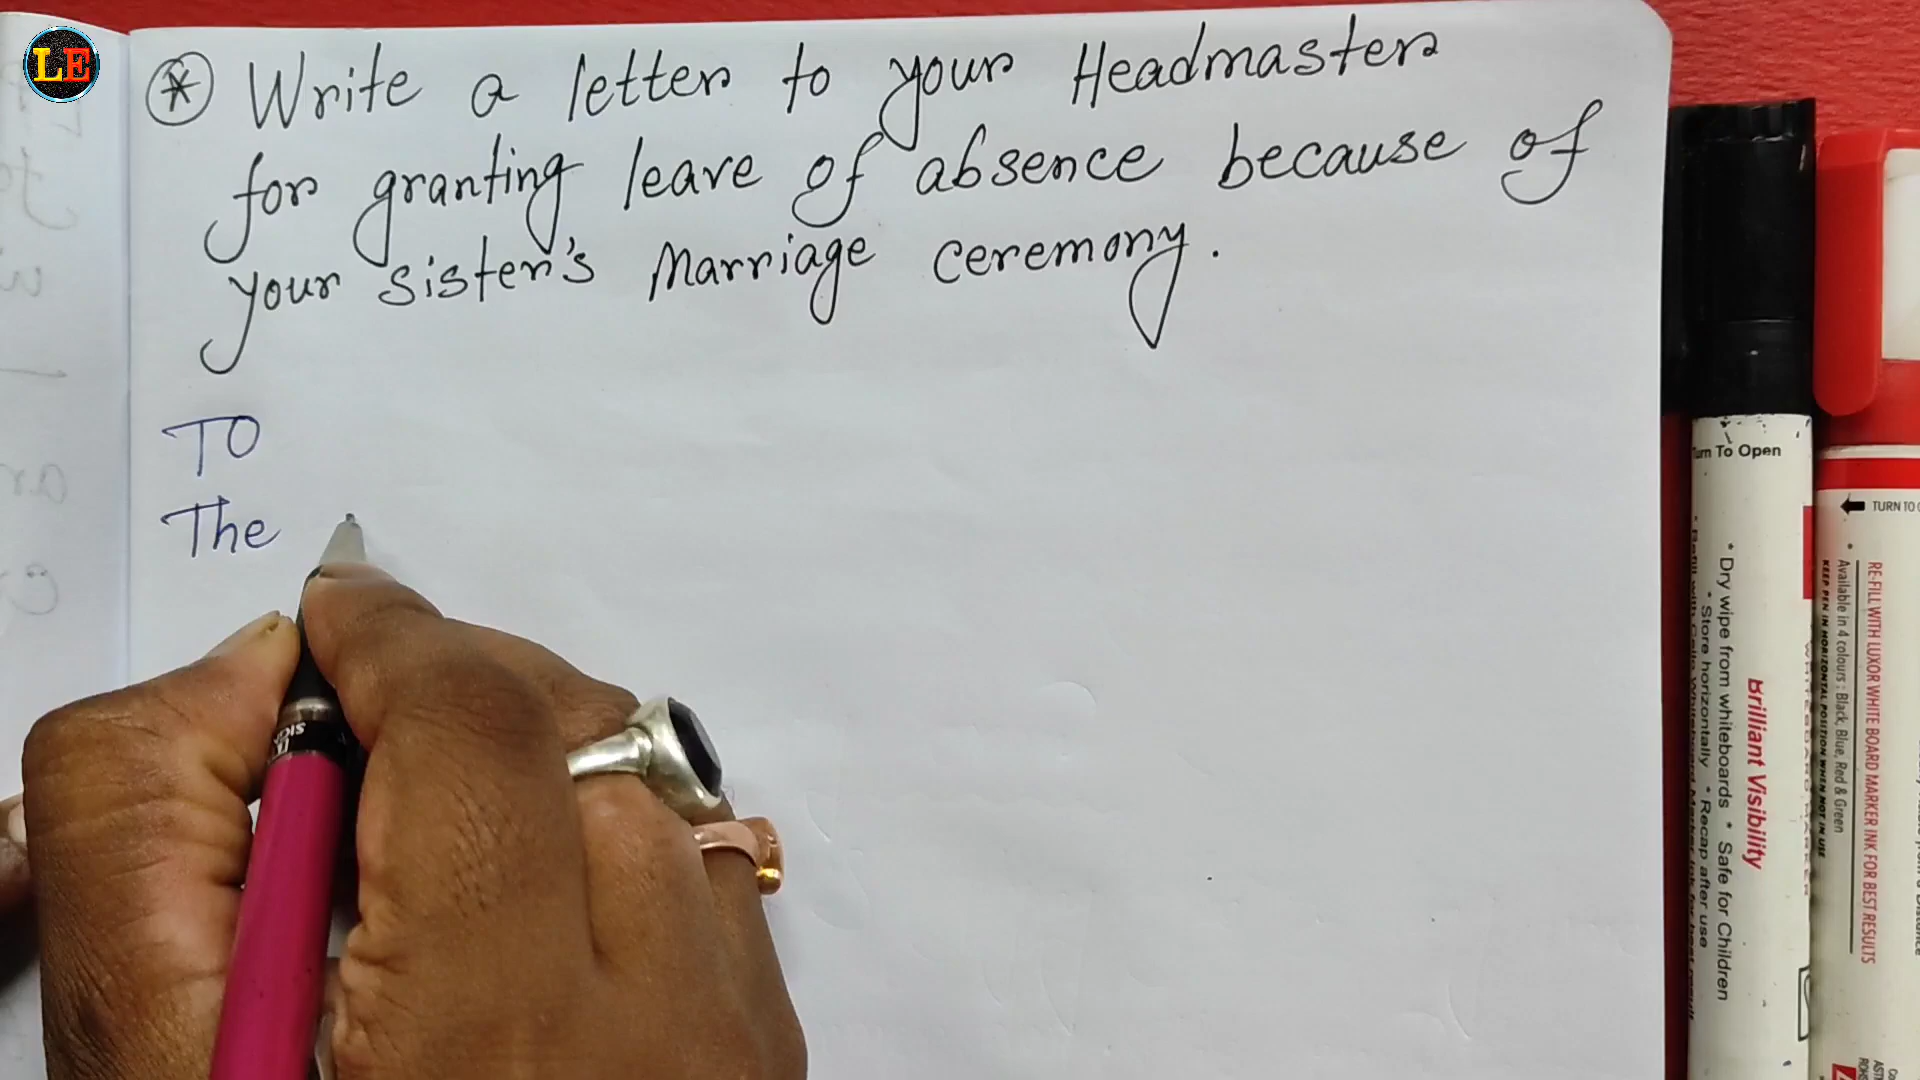 LE
* Write a letter to your Headmaster
for granting leave of absence because of
your sister's Marriage ceremony.
TO
The
Turn To Open
* Dry wipe from whiteboards * Safe for Children
* Store horizontally * Recap after use
Brilliant Visibility
WHITEBOARD MARKER
TURN TO
RE-FILL WITH LUXOR WHITE BOARD MARKER INK FOR BEST RESULTS
* Available in 4 colours : Black, Blue, Red & Green
KEEP PEN IN HORIZONTAL POSITION WHEN NOT IN USE